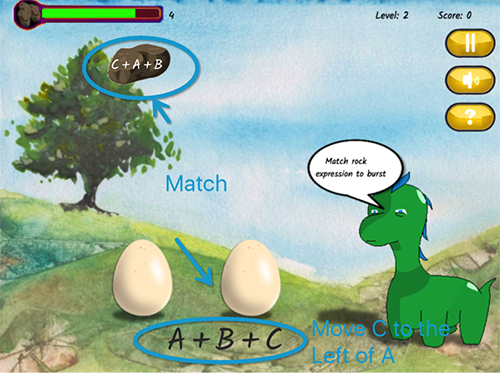 4
Level: 2
Score: 0
C + A + B
Match rock
expression to burst
Match
A + B + C
Move C to the
Left of A
?